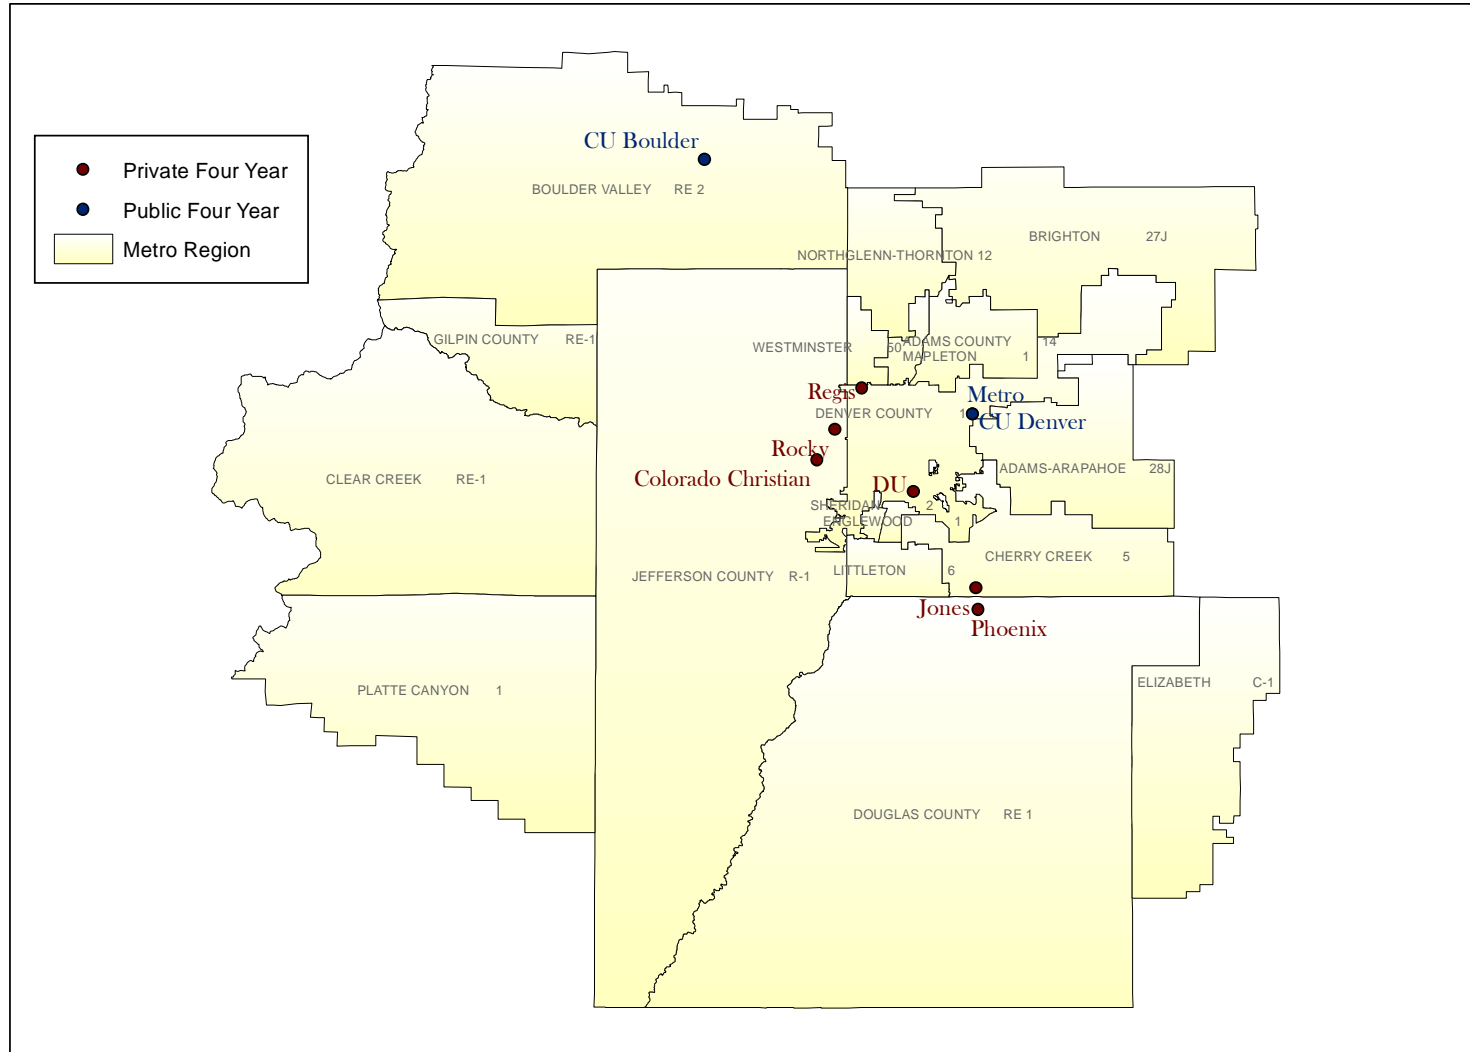 Private Four Year
Public Four Year
Metro Region
CU Boulder
BOULDER VALLEY RE 2
BRIGHTON 27J
NORTHGLENN-THORNTON 12
GILPIN COUNTY RE-1
WESTMINSTER 50
ADAMS COUNTY 14
MAPLETON 1
Regis
Metro
DENVER COUNTY 1
CU Denver
Rocky
Colorado Christian
ADAMS-ARAPAHOE 28J
CLEAR CREEK RE-1
DU
SHERIDAN 2
ENGLEWOOD 1
CHERRY CREEK 5
LITTLETON 6
JEFFERSON COUNTY R-1
Jones
Phoenix
PLATTE CANYON 1
ELIZABETH C-1
DOUGLAS COUNTY RE 1